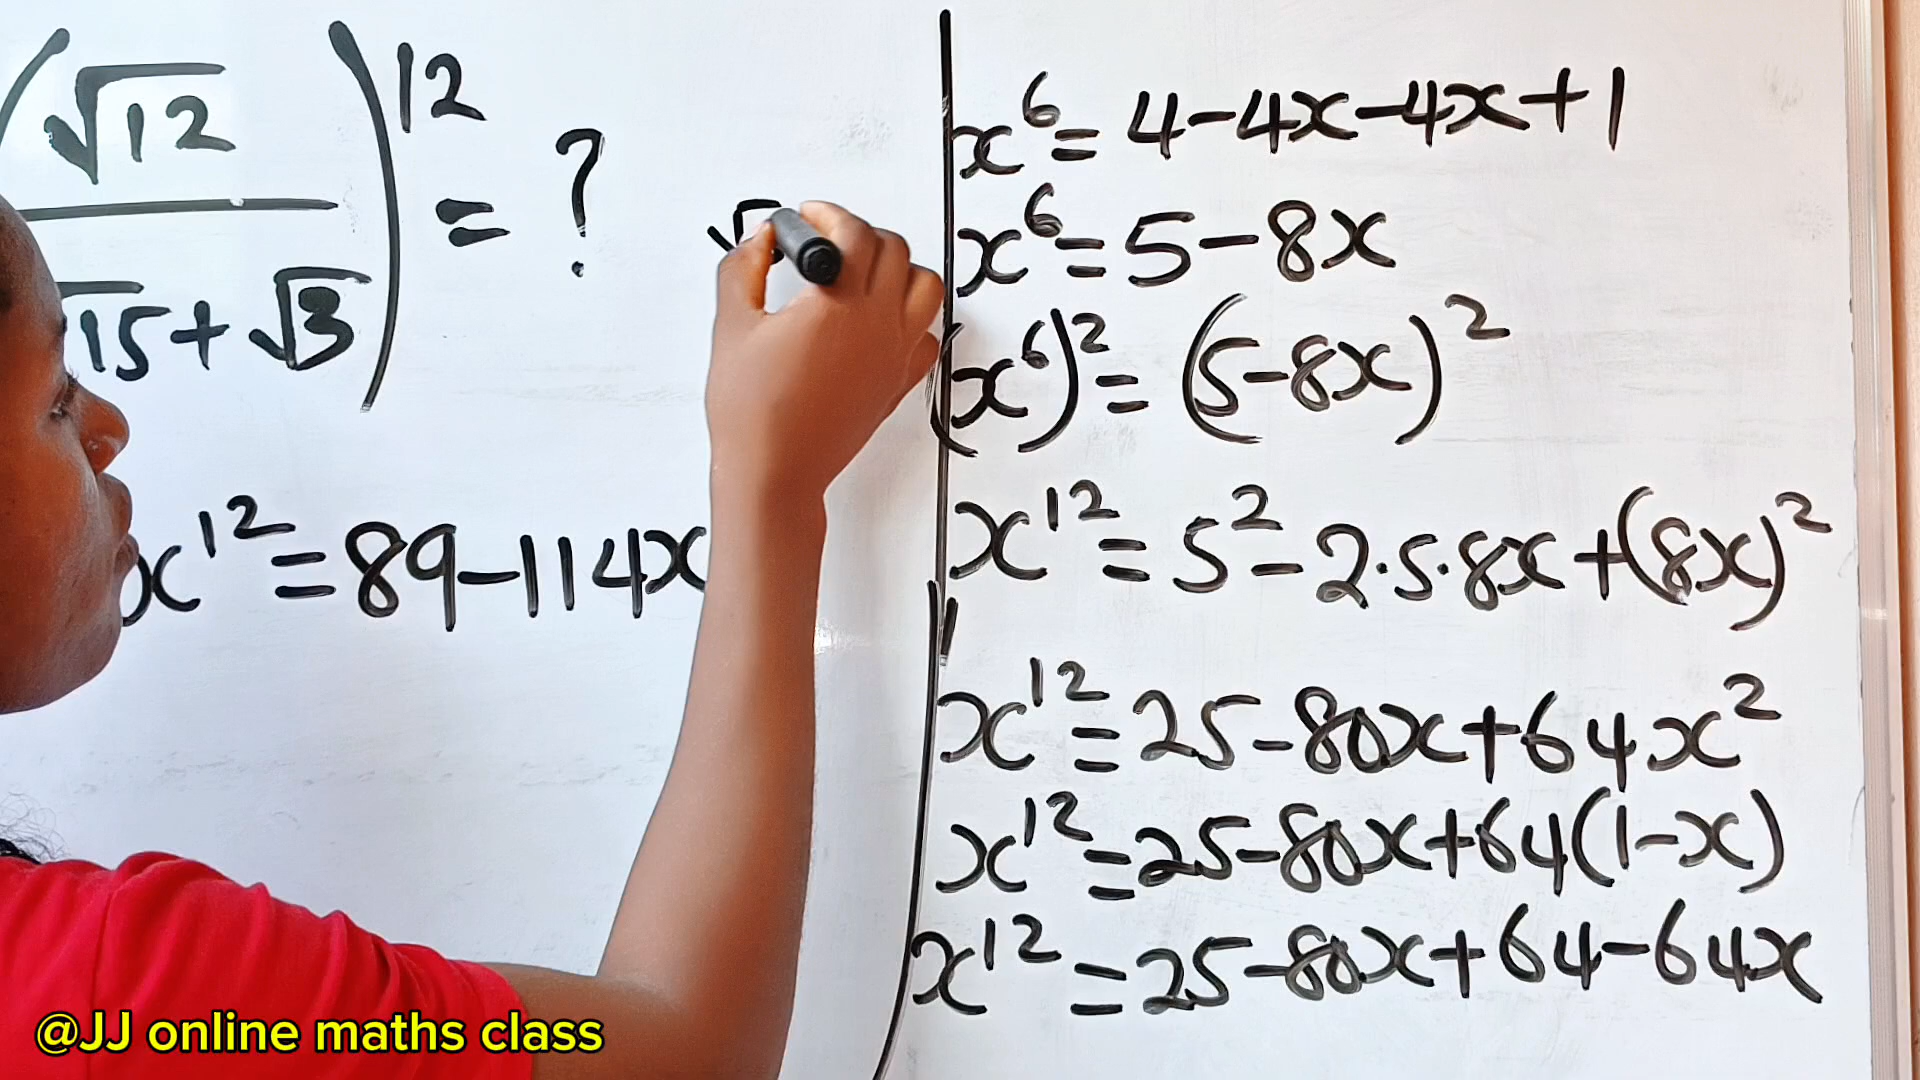 (√12 / √15 + √3)^12 = ?
x^12 = 89 - 114x
x^6 = 4 - 4x - 4x + 1
x^6 = 5 - 8x
(x^6)^2 = (5 - 8x)^2
x^12 = 5^2 - 2·5·8x + (8x)^2
x^12 = 25 - 80x + 64x^2
x^12 = 25 - 80x + 64(1 - x)
x^12 = 25 - 80x + 64 - 64x
@JJ online maths class